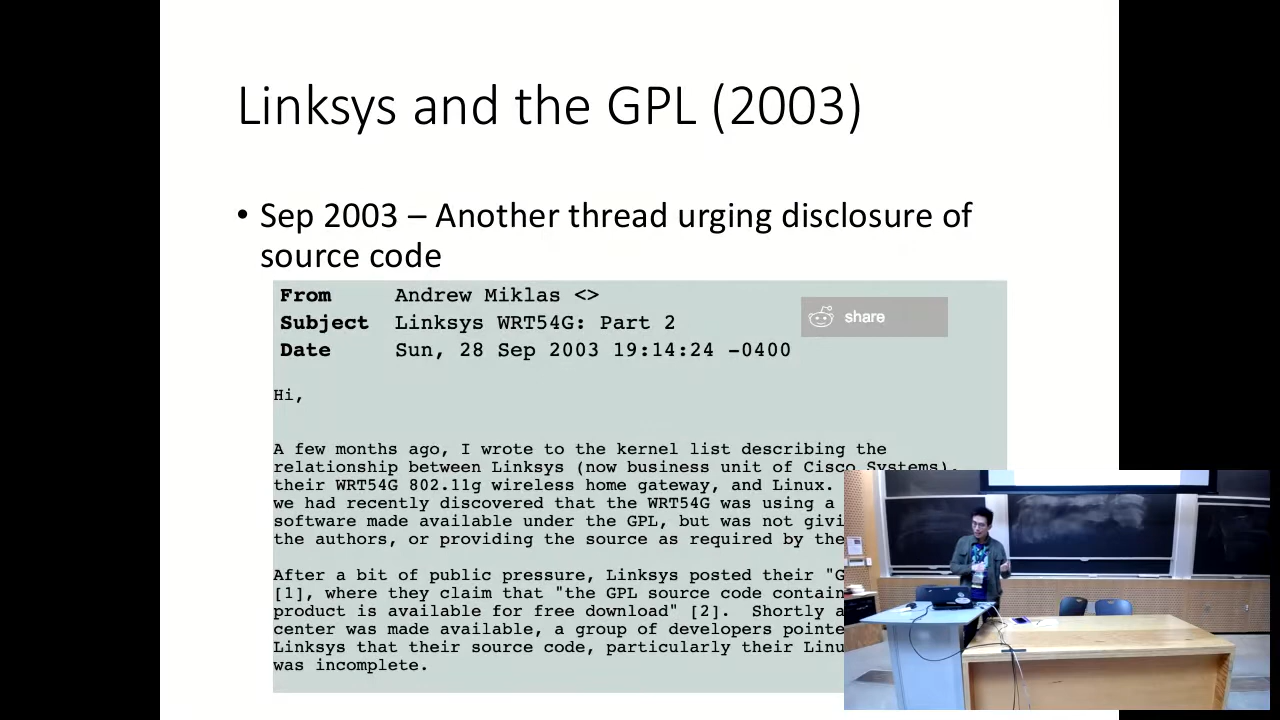 Linksys and the GPL (2003)
• Sep 2003 – Another thread urging disclosure of
source code
From Andrew Miklas <>
share
Subject Linksys WRT54G: Part 2
Date Sun, 28 Sep 2003 19:14:24 -0400
Hi,
A few months ago, I wrote to the kernel list describing the
relationship between Linksys (now business unit of Cisco Systems),
their WRT54G 802.11g wireless home gateway, and Linux.
we had recently discovered that the WRT54G was using a
software made available under the GPL, but was not givi
the authors, or providing the source as required by the
After a bit of public pressure, Linksys posted their "G
[1], where they claim that "the GPL source code contain
product is available for free download" [2]. Shortly a
center was made available, a group of developers pointe
Linksys that their source code, particularly their Linu
was incomplete.